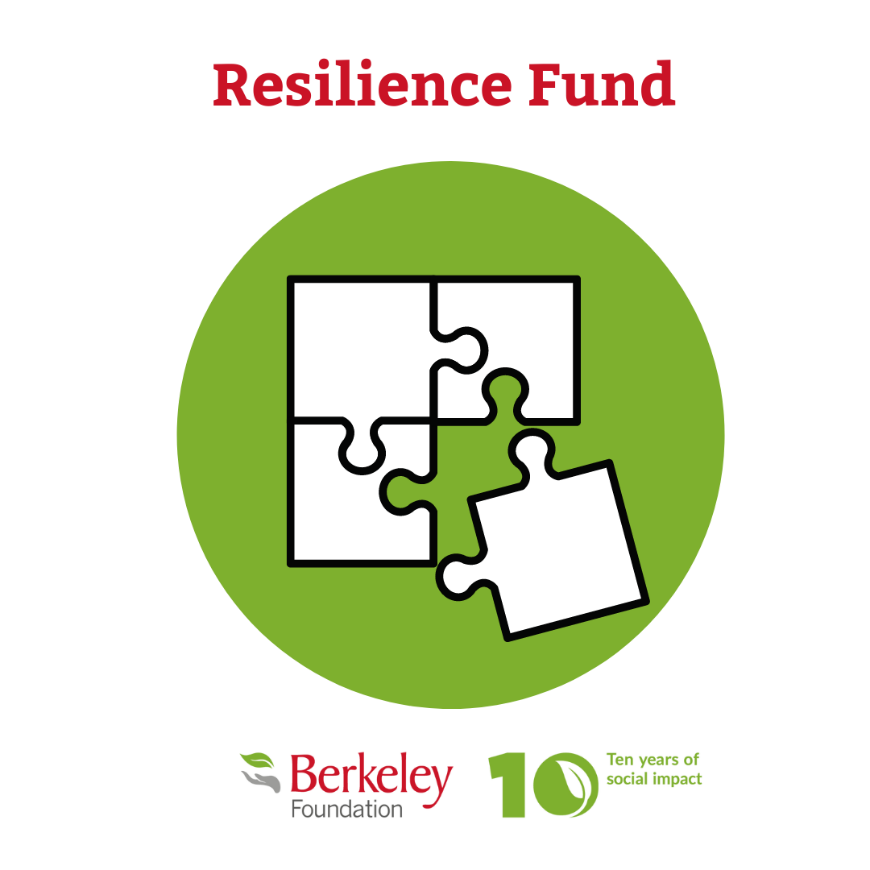 Resilience Fund
Berkeley
Foundation
10
Ten years of
social impact